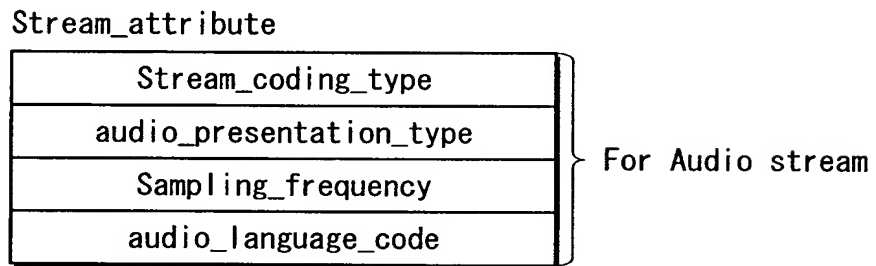 Stream_attribute
Stream_coding_type
audio_presentation_type
Sampling_frequency
audio_language_code
For Audio stream